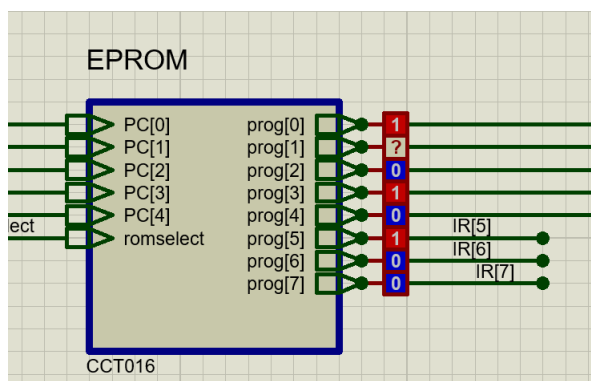 EPROM
PC[0] prog[0] 1
PC[1] prog[1] ?
PC[2] prog[2] 0
PC[3] prog[3] 1
PC[4] prog[4] 0
ect romselect prog[5] 1 IR[5]
prog[6] 0 IR[6]
prog[7] 0 IR[7]
CCT016